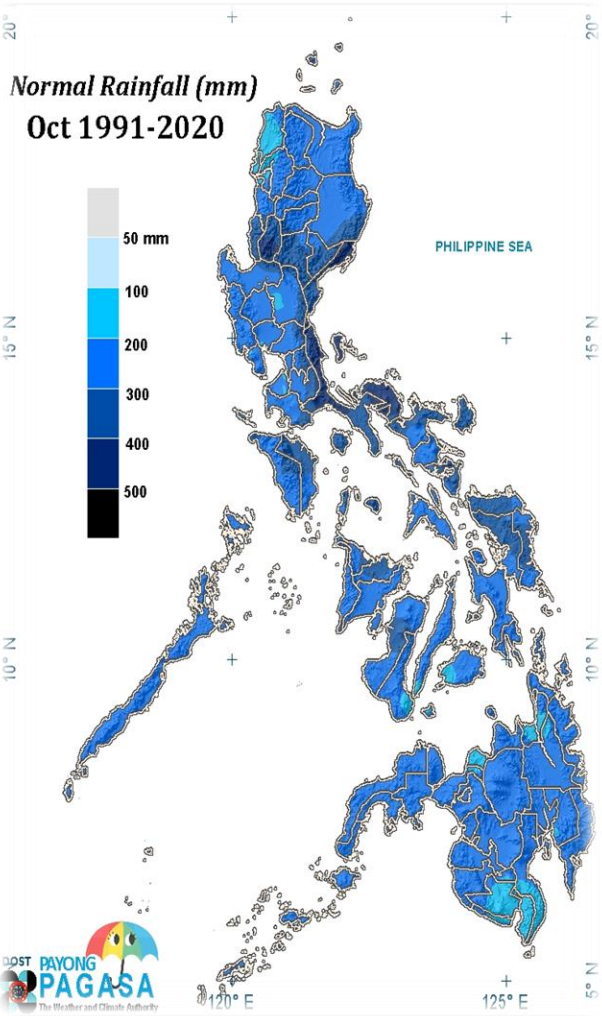 20°
20°
Normal Rainfall (mm)
Oct 1991-2020
50 mm
100
200
300
400
500
PHILIPPINE SEA
15° N
15° N
10° N
10° N
DOST
PAYONG
PAGASA
The Weather and Climate Authority
120° E
125° E
5° N